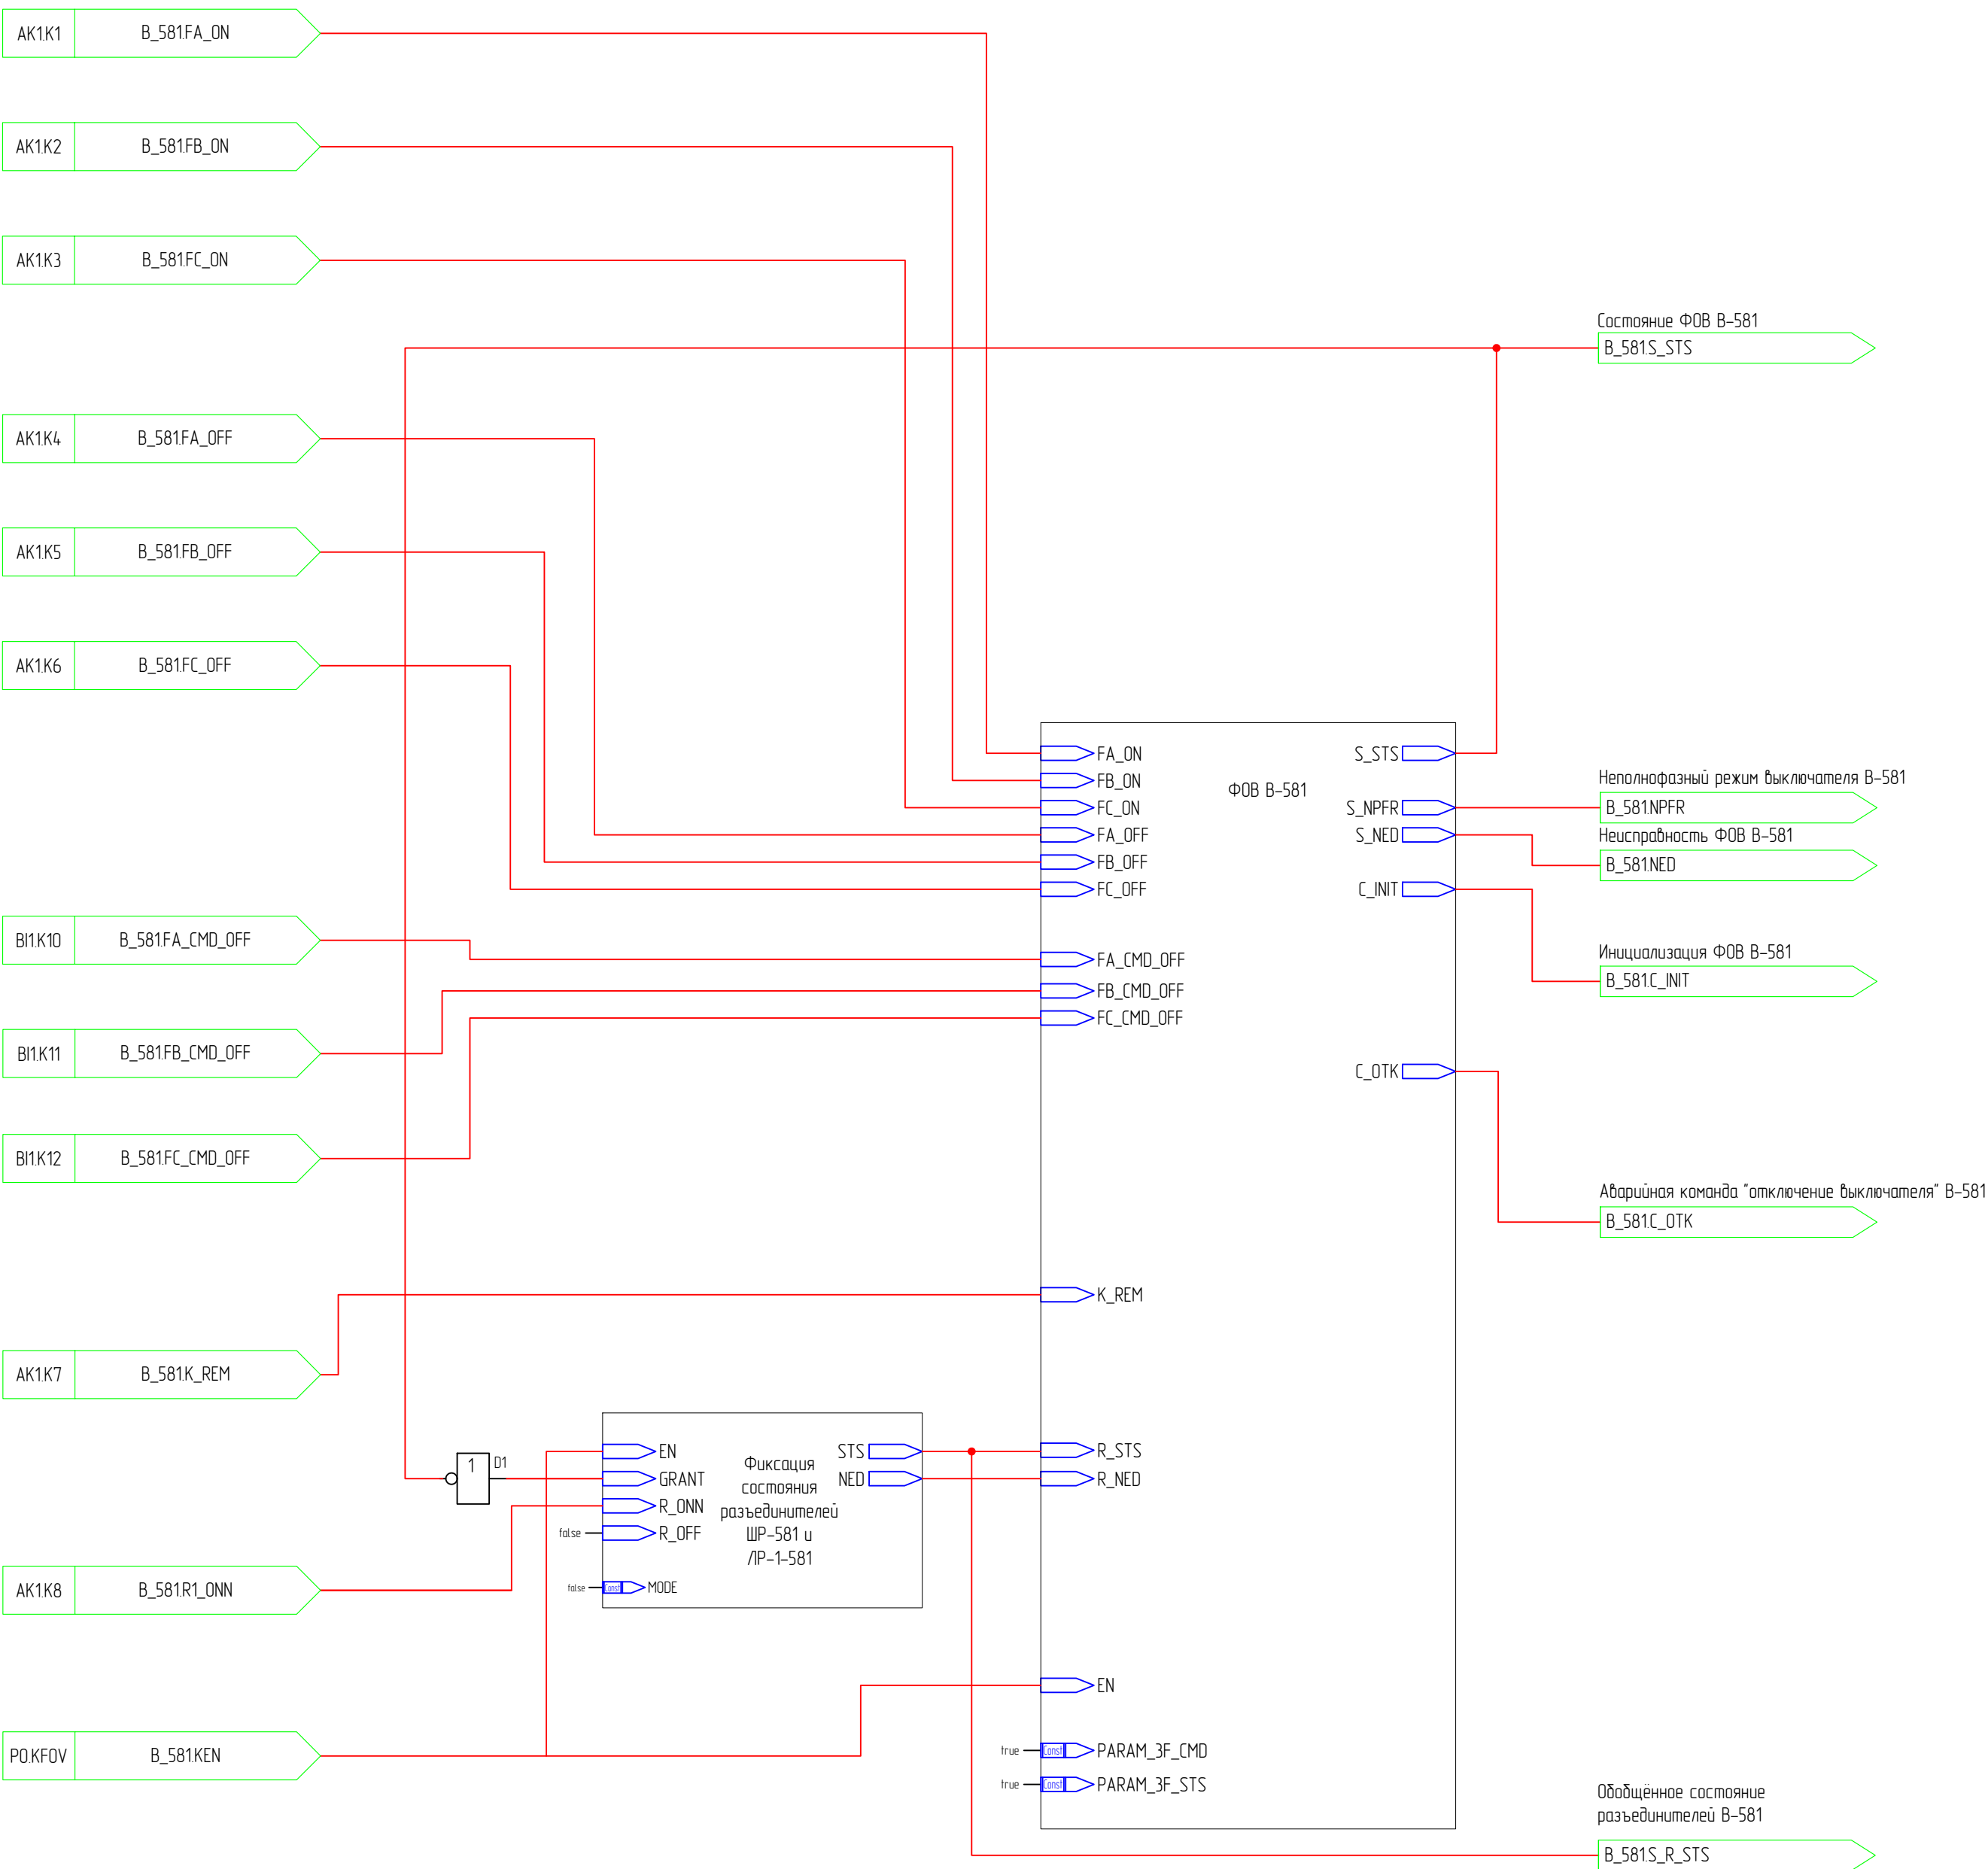 AK1.K1 B_581.FA_ON
AK1.K2 B_581.FB_ON
AK1.K3 B_581.FC_ON
Состояние ФОВ В-581
B_581.S_STS
AK1.K4 B_581.FA_OFF
AK1.K5 B_581.FB_OFF
AK1.K6 B_581.FC_OFF
BI1.K10 B_581.FA_CMD_OFF
BI1.K11 B_581.FB_CMD_OFF
BI1.K12 B_581.FC_CMD_OFF
AK1.K7 B_581.K_REM
AK1.K8 B_581.R1_ONN
PO.KFOV B_581.KEN
1
D1
EN
GRANT
R_ONN
false
R_OFF
false
Const
MODE
Фиксация
состояния
разъединителей
ШР-581 и
ЛР-1-581
STS
NED
ФОВ В-581
FA_ON
FB_ON
FC_ON
FA_OFF
FB_OFF
FC_OFF
FA_CMD_OFF
FB_CMD_OFF
FC_CMD_OFF
K_REM
R_STS
R_NED
EN
true
Const
PARAM_3F_CMD
true
Const
PARAM_3F_STS
S_STS
S_NPFR
S_NED
C_INIT
C_OTK
Неполнофазный режим выключателя В-581
B_581.NPFR
Неисправность ФОВ В-581
B_581.NED
Инициализация ФОВ В-581
B_581.C_INIT
Аварийная команда "отключение выключателя" В-581
B_581.C_OTK
Обобщённое состояние
разъединителей В-581
B_581.S_R_STS